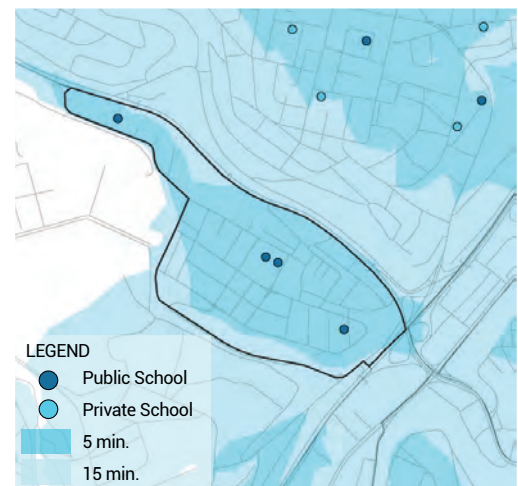 LEGEND
Public School
Private School
5 min.
15 min.